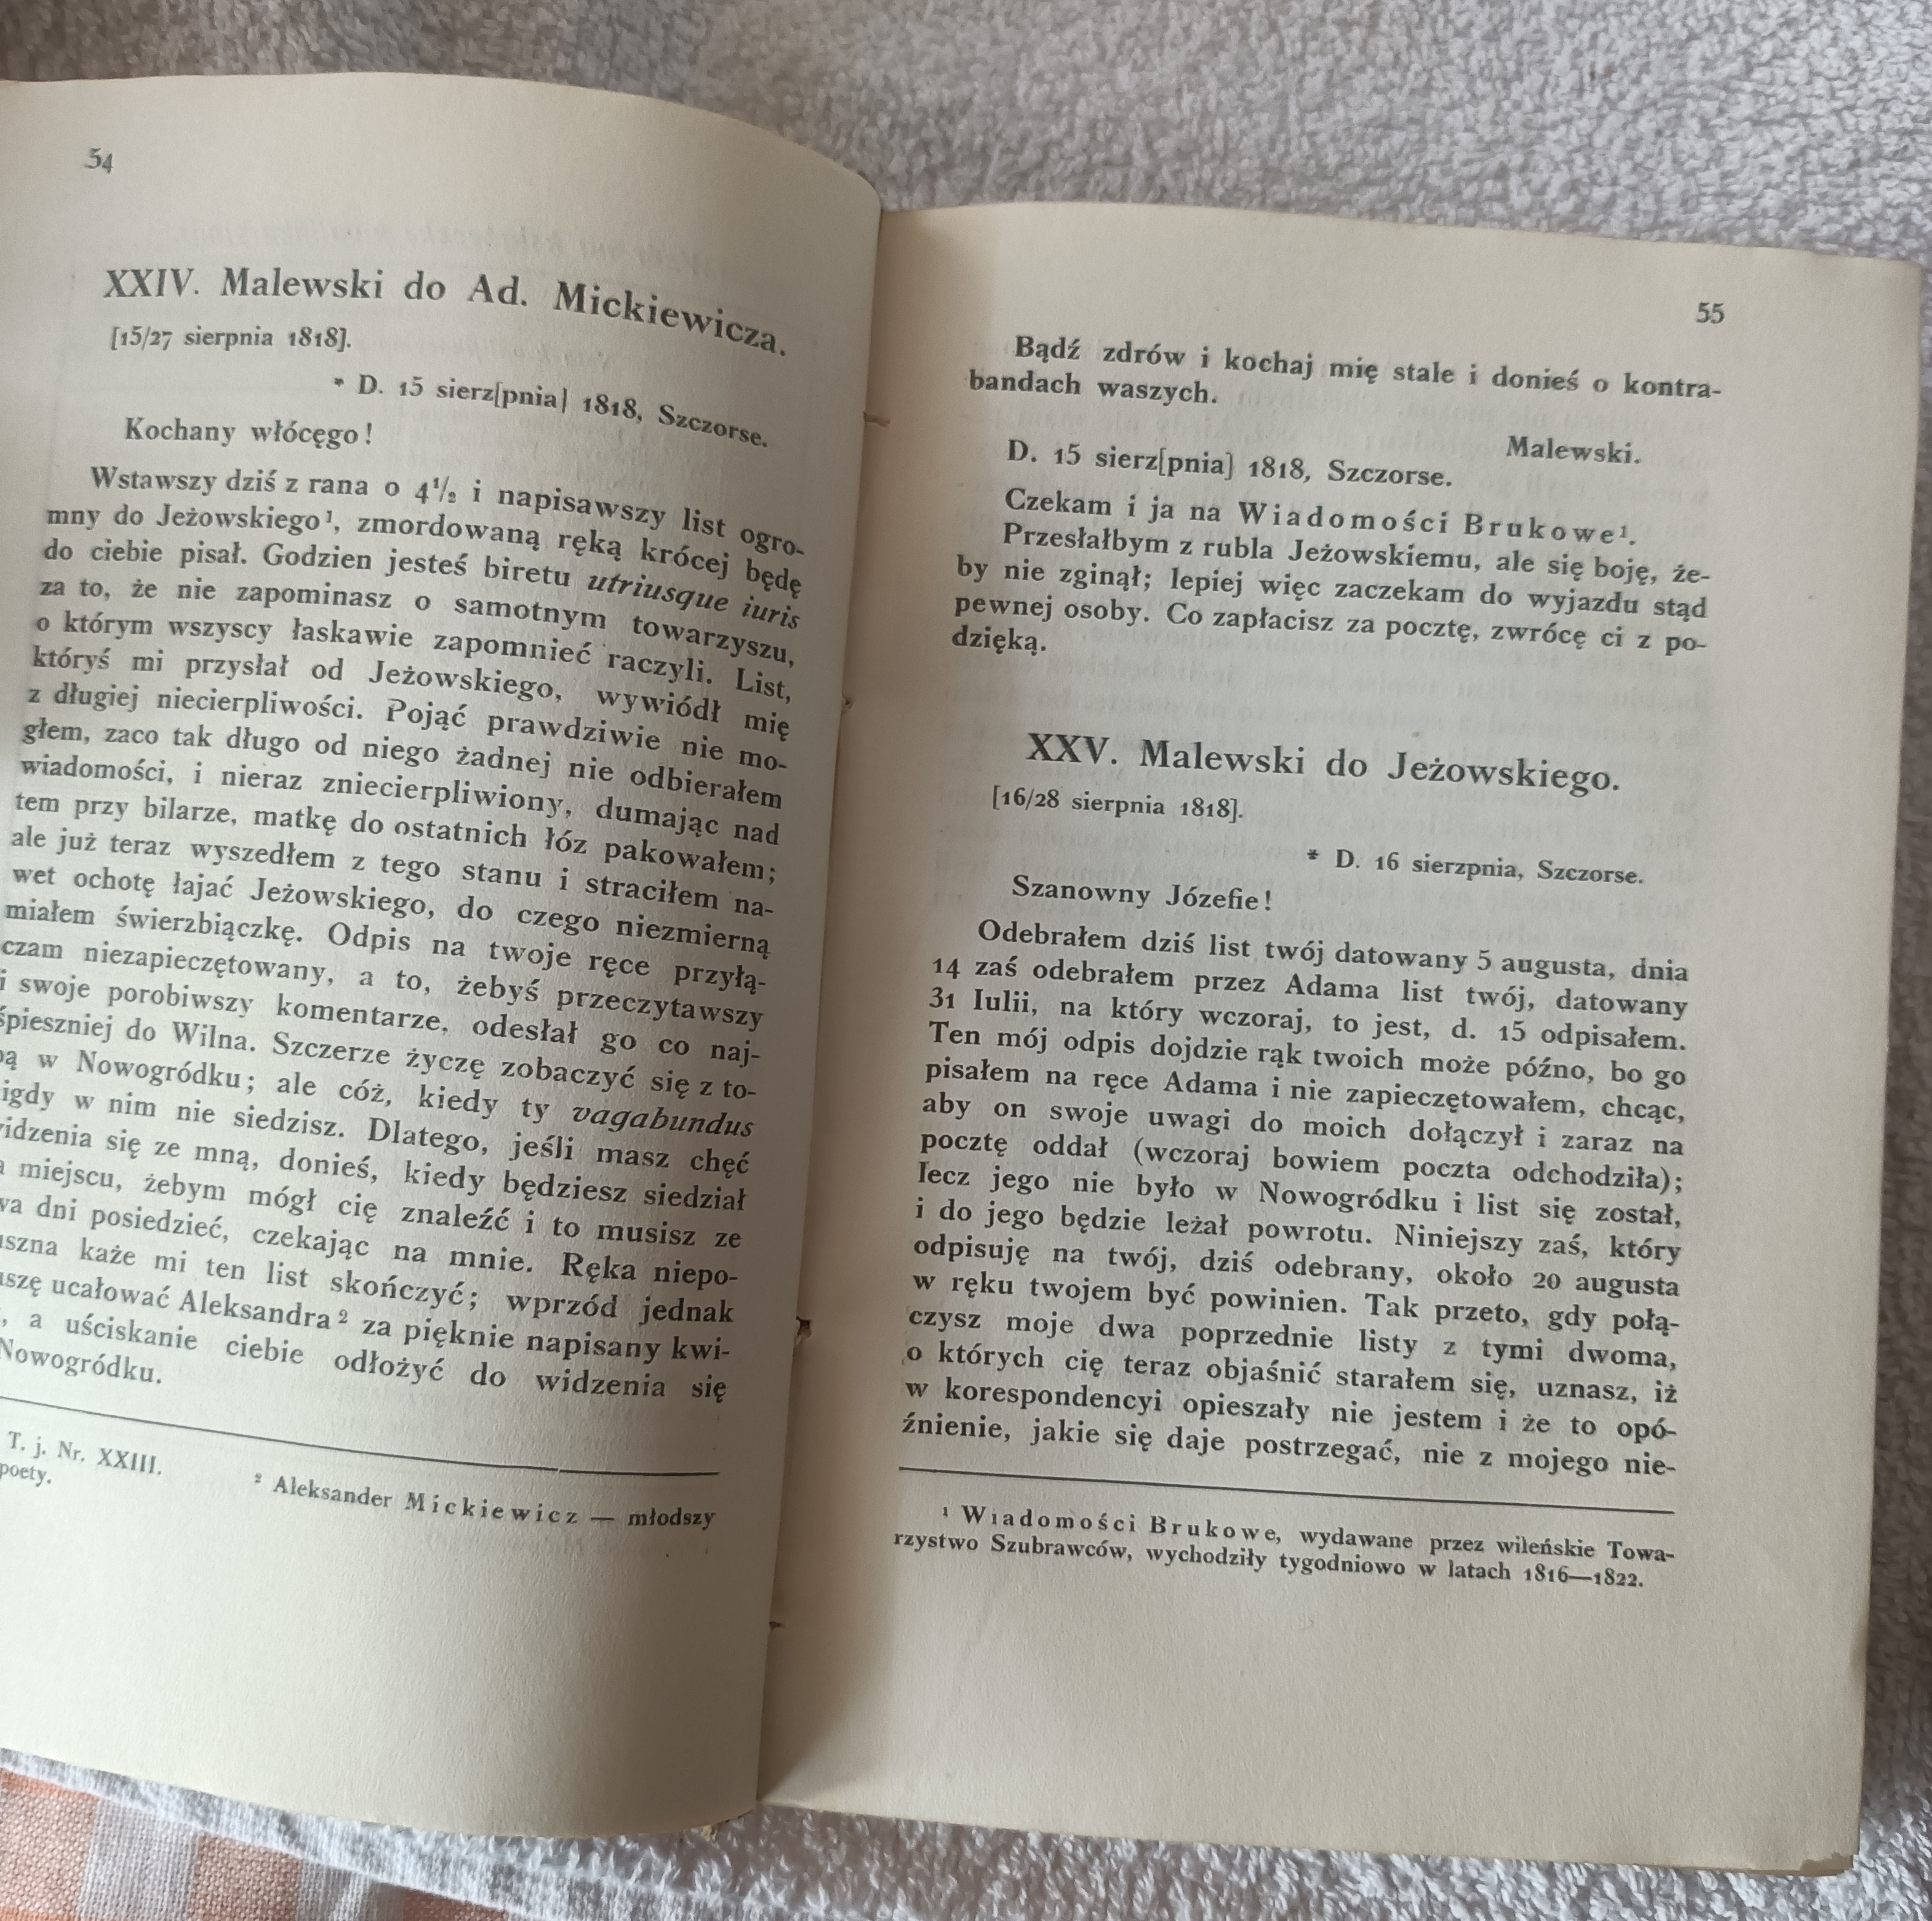 54
XXIV. Malewski do Ad. Mickiewicza.
[15/27 sierpnia 1818].
* D. 15 sierz[pnia] 1818, Szczorse.
Kochany włócęgo!
Wstawszy dziś z rana o 4½ i napisawszy list ogro-
mny do Jeżowskiego¹, zmordowaną ręką krócej będę
do ciebie pisał. Godzien jesteś biretu utriusque iuris
za to, że nie zapominasz o samotnym towarzyszu,
o którym wszyscy łaskawie zapomnieć raczyli. List,
któryś mi przysłał od Jeżowskiego, wywiódł mię
z długiej niecierpliwości. Pojąć prawdziwie nie mo-
głem, zaco tak długo od niego żadnej nie odbierałem
wiadomości, i nieraz zniecierpliwiony, dumając nad
tem przy bilarze, matkę do ostatnich łóz pakowałem;
ale już teraz wyszedłem z tego stanu i straciłem na-
wet ochotę łajać Jeżowskiego, do czego niezmierną
miałem świerzbiączkę. Odpis na twoje ręce przyłą-
czam niezapieczętowany, a to, żebyś przeczytawszy
i swoje porobiwszy komentarze, odesłał go co naj-
śpieszniej do Wilna. Szczerze życzę zobaczyć się z to-
bą w Nowogródku; ale cóż, kiedy ty vagabundus
igdy w nim nie siedzisz. Dlatego, jeśli masz chęć
idzenia się ze mną, donieś, kiedy będziesz siedział
miejscu, żebym mógł cię znaleźć i to musisz ze
wa dni posiedzieć, czekając na mnie. Ręka niepo-
szna każe mi ten list skończyć; wprzód jednak
szę ucałować Aleksandra² za pięknie napisany kwi-
, a uściskanie ciebie odłożyć do widzenia się
Nowogródku.
T. j. Nr. XXIII. ² Aleksander Mickiewicz — młodszy
poety.
55
Bądź zdrów i kochaj mię stale i donieś o kontra-
bandach waszych.
Malewski.
D. 15 sierz[pnia] 1818, Szczorse.
Czekam i ja na Wiadomości Brukowe¹.
Przesłałbym z rubla Jeżowskiemu, ale się boję, że-
by nie zginął; lepiej więc zaczekam do wyjazdu stąd
pewnej osoby. Co zapłacisz za pocztę, zwrócę ci z po-
dzięką.
XXV. Malewski do Jeżowskiego.
[16/28 sierpnia 1818].
* D. 16 sierzpnia, Szczorse.
Szanowny Józefie!
Odebrałem dziś list twój datowany 5 augusta, dnia
14 zaś odebrałem przez Adama list twój, datowany
31 Iulii, na który wczoraj, to jest, d. 15 odpisałem.
Ten mój odpis dojdzie rąk twoich może późno, bo go
pisałem na ręce Adama i nie zapieczętowałem, chcąc,
aby on swoje uwagi do moich dołączył i zaraz na
pocztę oddał (wczoraj bowiem poczta odchodziła);
lecz jego nie było w Nowogródku i list się został,
i do jego będzie leżał powrotu. Niniejszy zaś, który
odpisuję na twój, dziś odebrany, około 20 augusta
w ręku twojem być powinien. Tak przeto, gdy połą-
czysz moje dwa poprzednie listy z tymi dwoma,
o których cię teraz objaśnić starałem się, uznasz, iż
w korespondencyi opieszały nie jestem i że to opó-
źnienie, jakie się daje postrzegać, nie z mojego nie-
¹ Wiadomości Brukowe, wydawane przez wileńskie Towa-
rzystwo Szubrawców, wychodziły tygodniowo w latach 1816—1822.